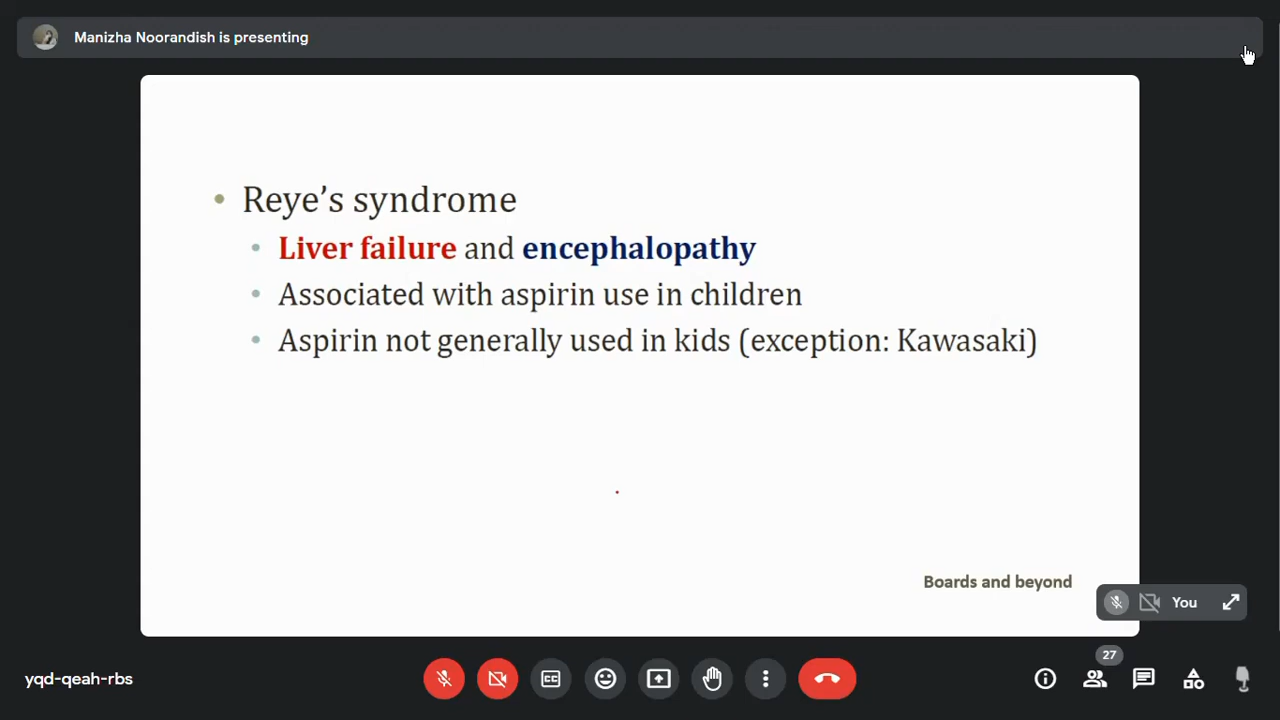 Manizha Noorandish is presenting
• Reye's syndrome
• Liver failure and encephalopathy
• Associated with aspirin use in children
• Aspirin not generally used in kids (exception: Kawasaki)
Boards and beyond
You
27
yqd-qeah-rbs
CC